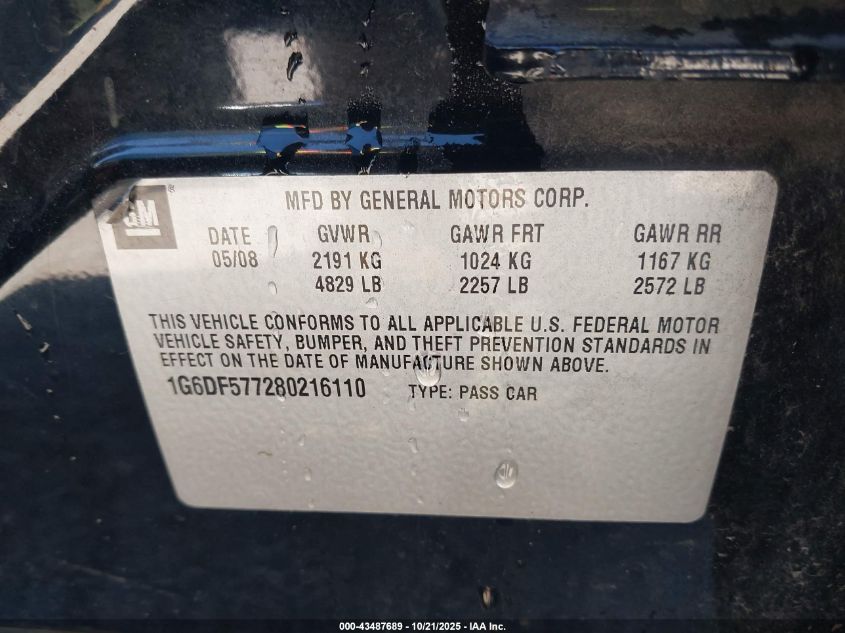 GM
®
MFD BY GENERAL MOTORS CORP.
DATE GVWR GAWR FRT GAWR RR
05/08 2191 KG 1024 KG 1167 KG
4829 LB 2257 LB 2572 LB
THIS VEHICLE CONFORMS TO ALL APPLICABLE U.S. FEDERAL MOTOR
VEHICLE SAFETY, BUMPER, AND THEFT PREVENTION STANDARDS IN
EFFECT ON THE DATE OF MANUFACTURE SHOWN ABOVE.
1G6DF577280216110 TYPE: PASS CAR
000-43487689 - 10/21/2025 - IAA Inc.